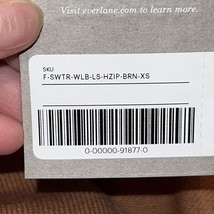 Visit everlane.com to learn more.
SKU
F-SWTR-WLB-LS-HZIP-BRN-XS
0-00000-91877-0